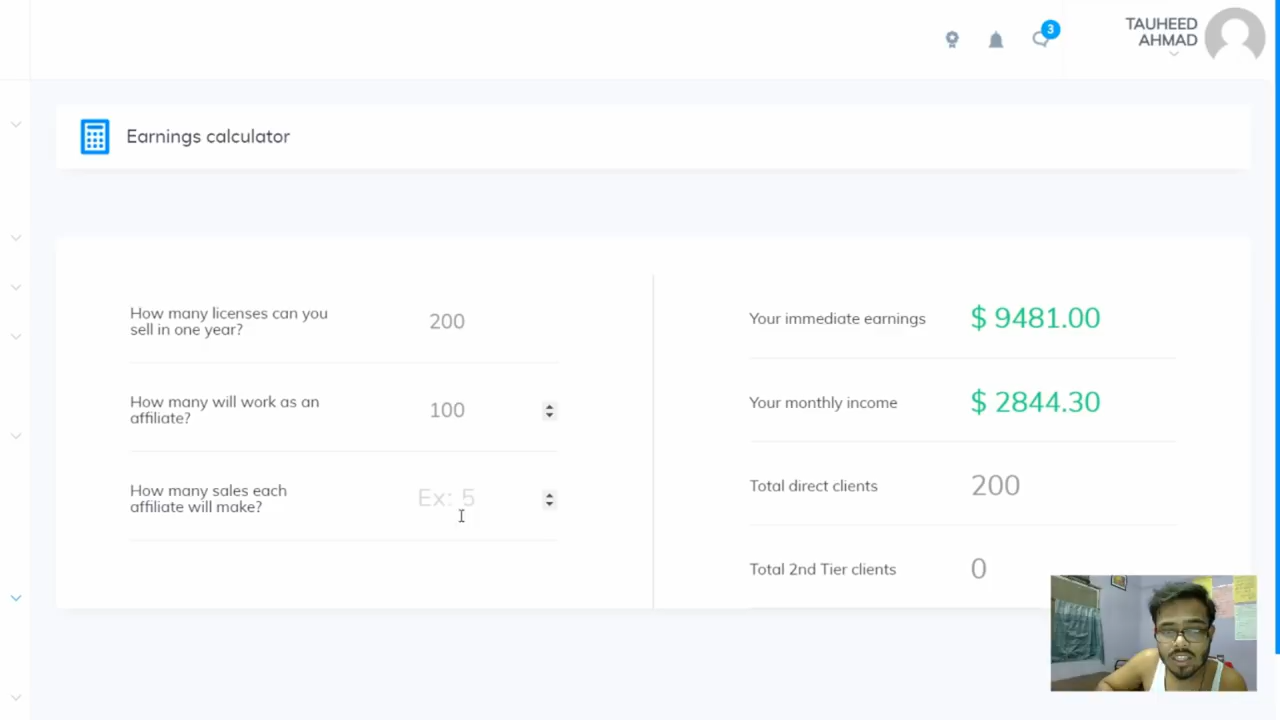 3
TAUHEED
AHMAD
Earnings calculator
How many licenses can you
sell in one year?
200
How many will work as an
affiliate?
100
How many sales each
affiliate will make?
Ex: 5
Your immediate earnings
$ 9481.00
Your monthly income
$ 2844.30
Total direct clients
200
Total 2nd Tier clients
0